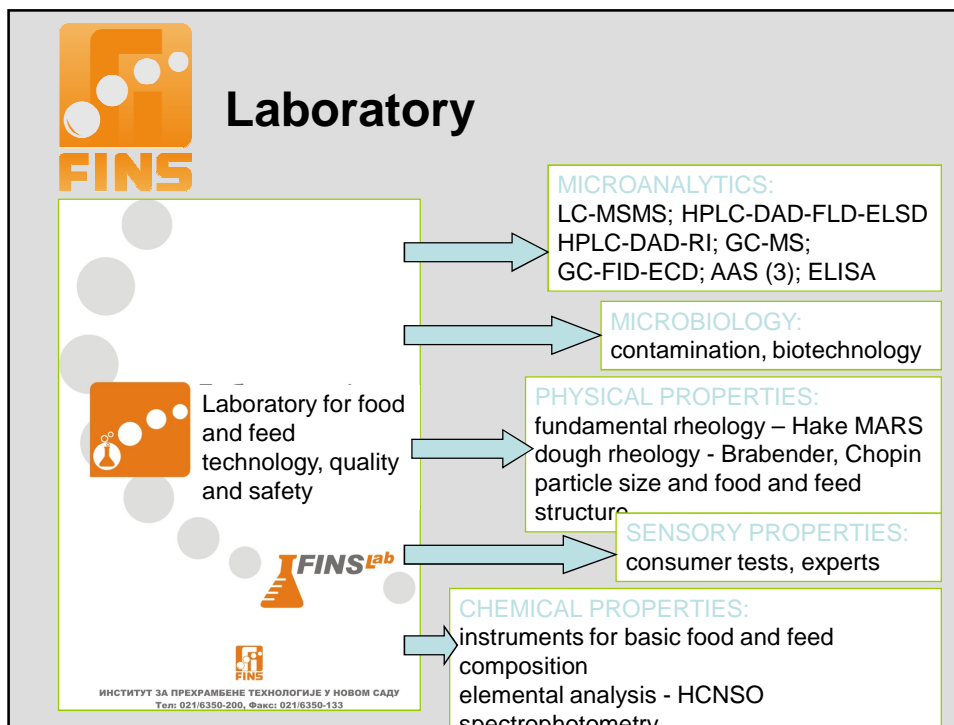 FINS
Laboratory
MICROANALYTICS:
LC-MSMS; HPLC-DAD-FLD-ELSD
HPLC-DAD-RI; GC-MS;
GC-FID-ECD; AAS (3); ELISA
MICROBIOLOGY:
contamination, biotechnology
Laboratory for food
and feed
technology, quality
and safety
PHYSICAL PROPERTIES:
fundamental rheology – Hake MARS
dough rheology - Brabender, Chopin
particle size and food and feed
structure
SENSORY PROPERTIES:
consumer tests, experts
FINS Lab
CHEMICAL PROPERTIES:
instruments for basic food and feed
composition
elemental analysis - HCNSO
spectrophotometry
FINS
ИНСТИТУТ ЗА ПРЕХРАМБЕНЕ ТЕХНОЛОГИЈЕ У НОВОМ САДУ
Тел: 021/6350-200, Факс: 021/6350-133